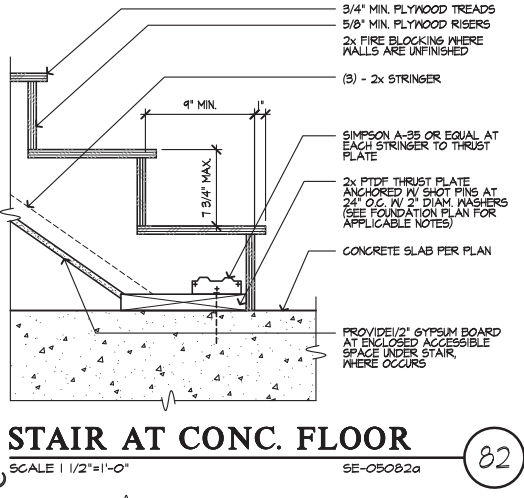 3/4" MIN. PLYWOOD TREADS
5/8" MIN. PLYWOOD RISERS
2x FIRE BLOCKING WHERE
WALLS ARE UNFINISHED
(3) - 2x STRINGER
9" MIN.
1"
7 3/4" MAX.
SIMPSON A-35 OR EQUAL AT
EACH STRINGER TO THRUST
PLATE
2x PTDF THRUST PLATE
ANCHORED W/ SHOT PINS AT
24" O.C. W/ 2" DIAM. WASHERS
(SEE FOUNDATION PLAN FOR
APPLICABLE NOTES)
CONCRETE SLAB PER PLAN
PROVIDE1/2" GYPSUM BOARD
AT ENCLOSED ACCESSIBLE
SPACE UNDER STAIR,
WHERE OCCURS
STAIR AT CONC. FLOOR
82
SCALE 1 1/2"=1'-0"
SE-05082a